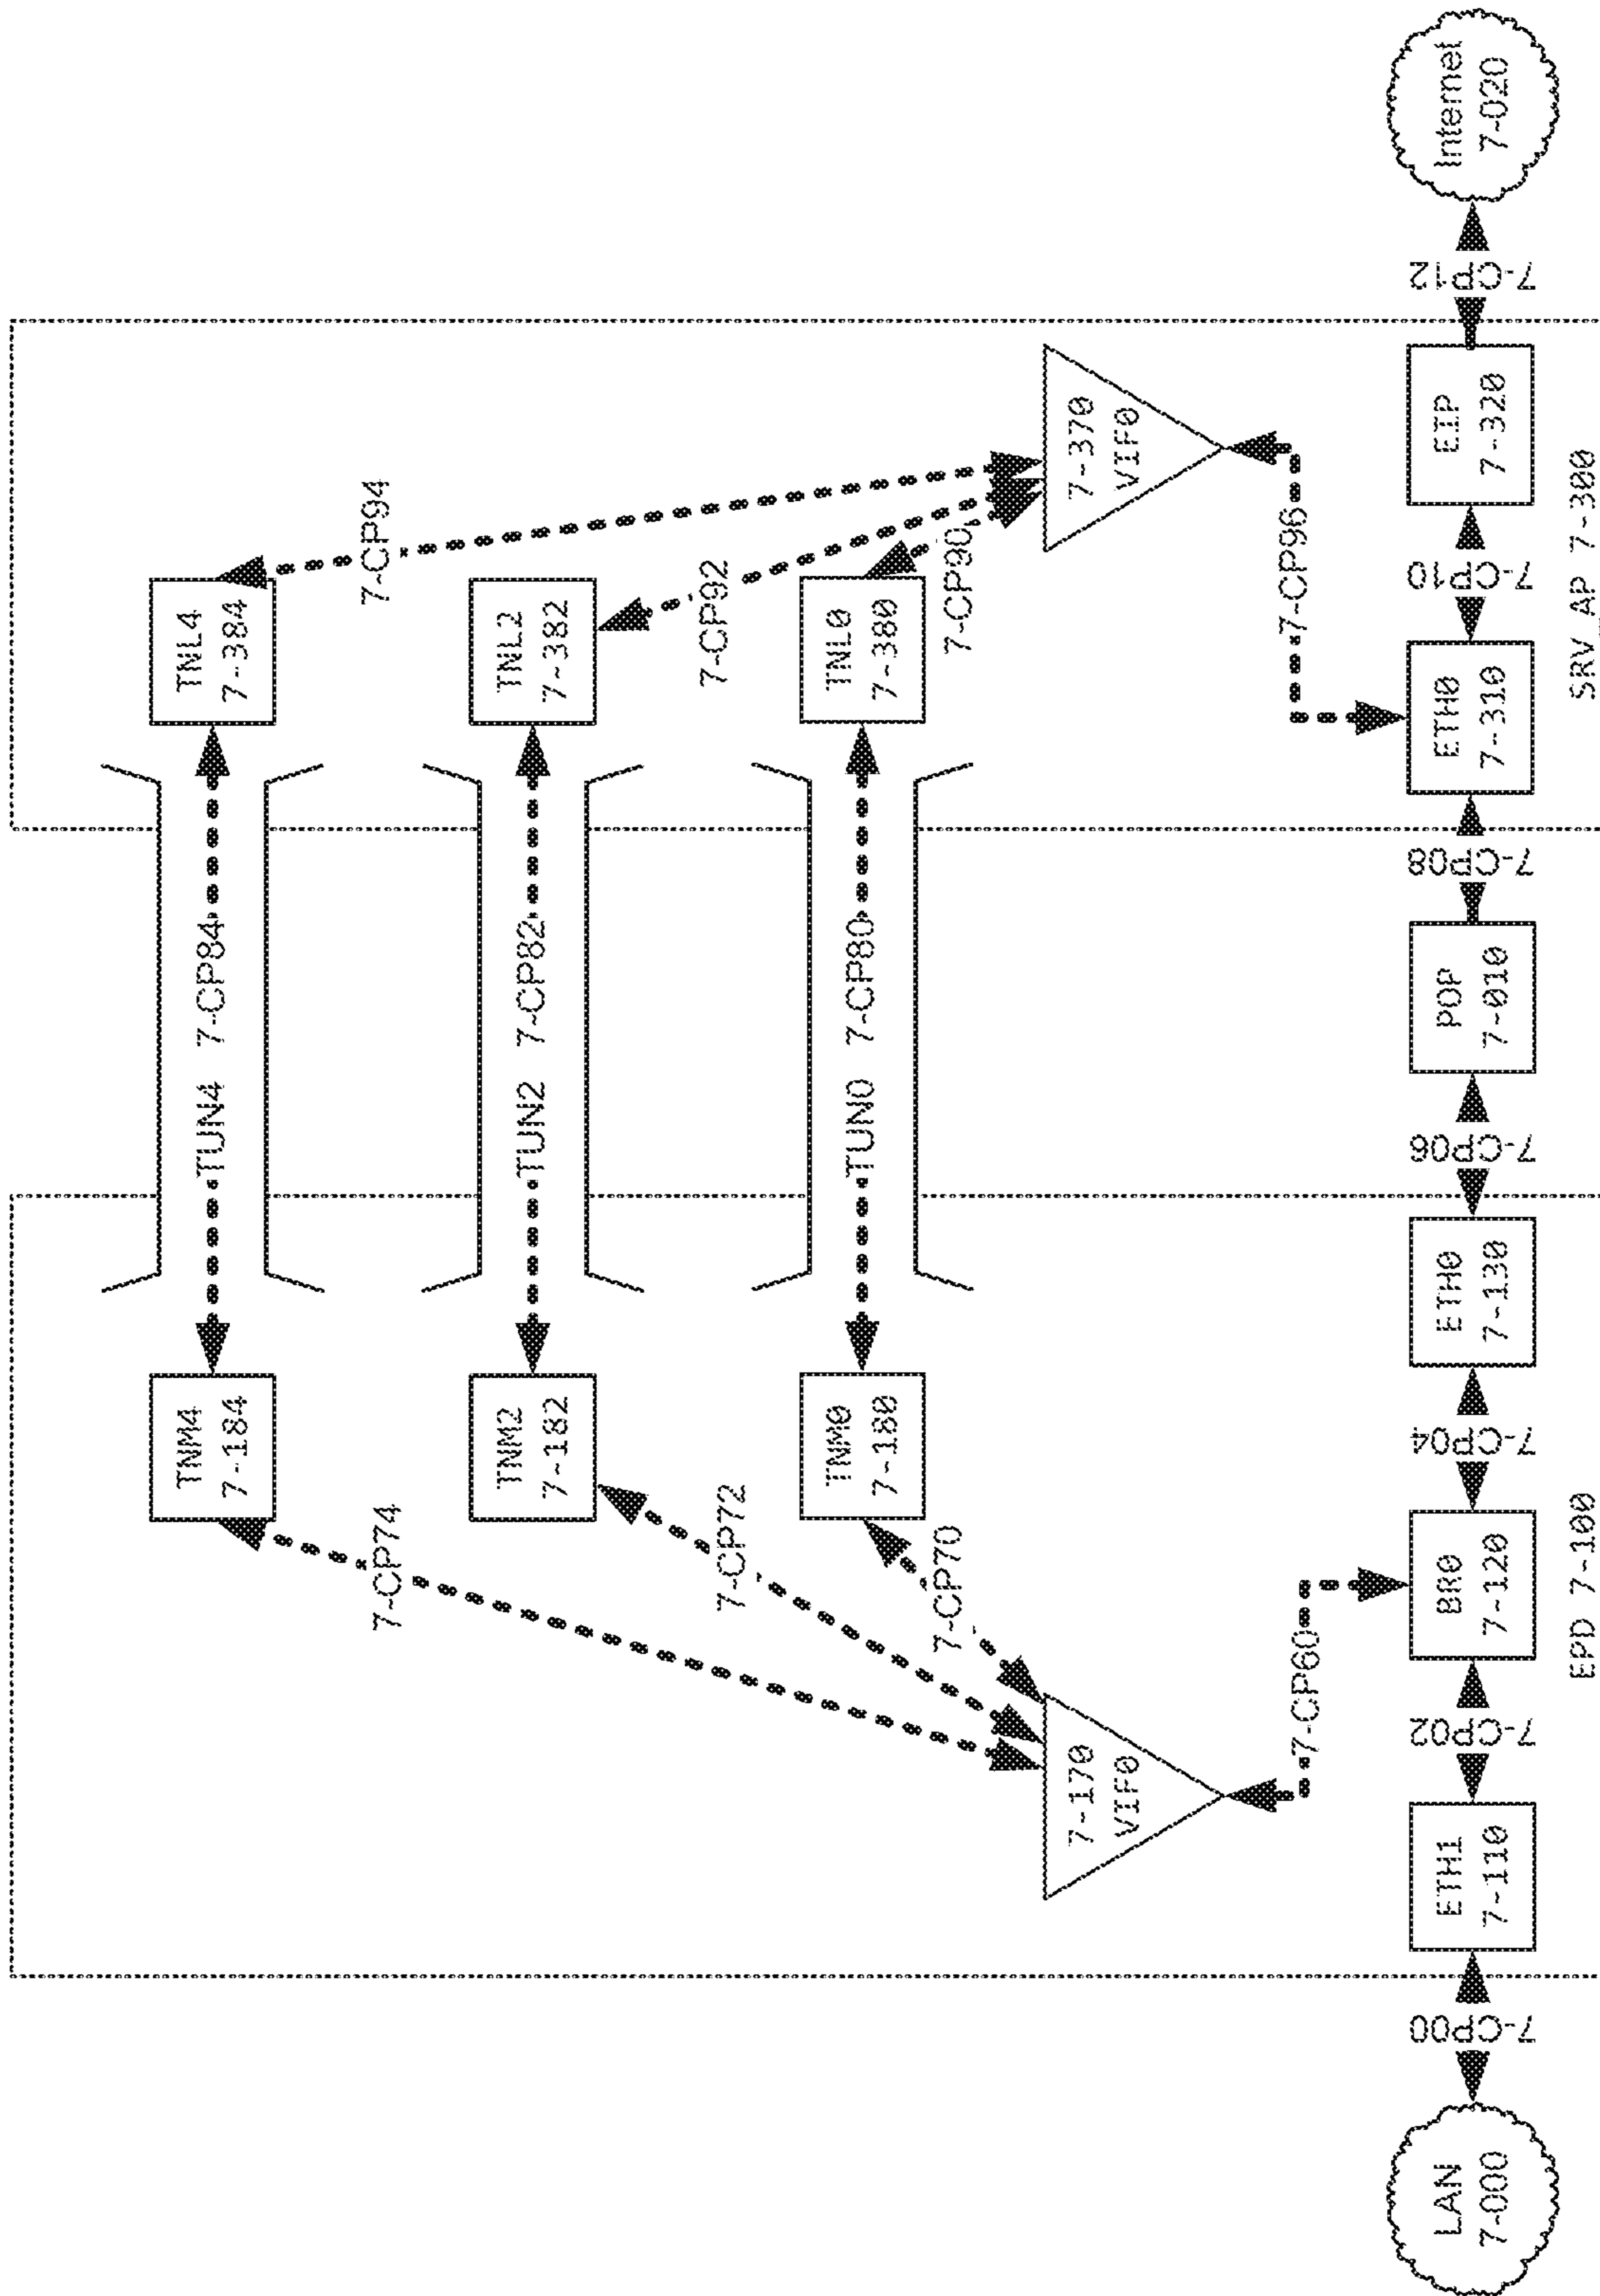 TNM4
7-184
TUN4 7-CP84
TNL4
7-384
7-CP74
7-CP94
TNM2
7-182
TUN2 7-CP82
TNL2
7-382
7-CP72
7-CP92
TNM0
7-180
TUN0 7-CP80
TNL0
7-380
7-CP70
7-CP90
7-170
VIF0
7-370
VIF0
7-CP60
7-CP96
LAN
7-000
7-CP00
ETH1
7-110
7-CP02
BR0
7-120
7-CP04
ETH0
7-130
7-CP06
POP
7-010
7-CP08
ETH0
7-310
7-CP10
EIP
7-320
7-CP12
Internet
7-020
EPD 7-100
SRV_AP 7-300